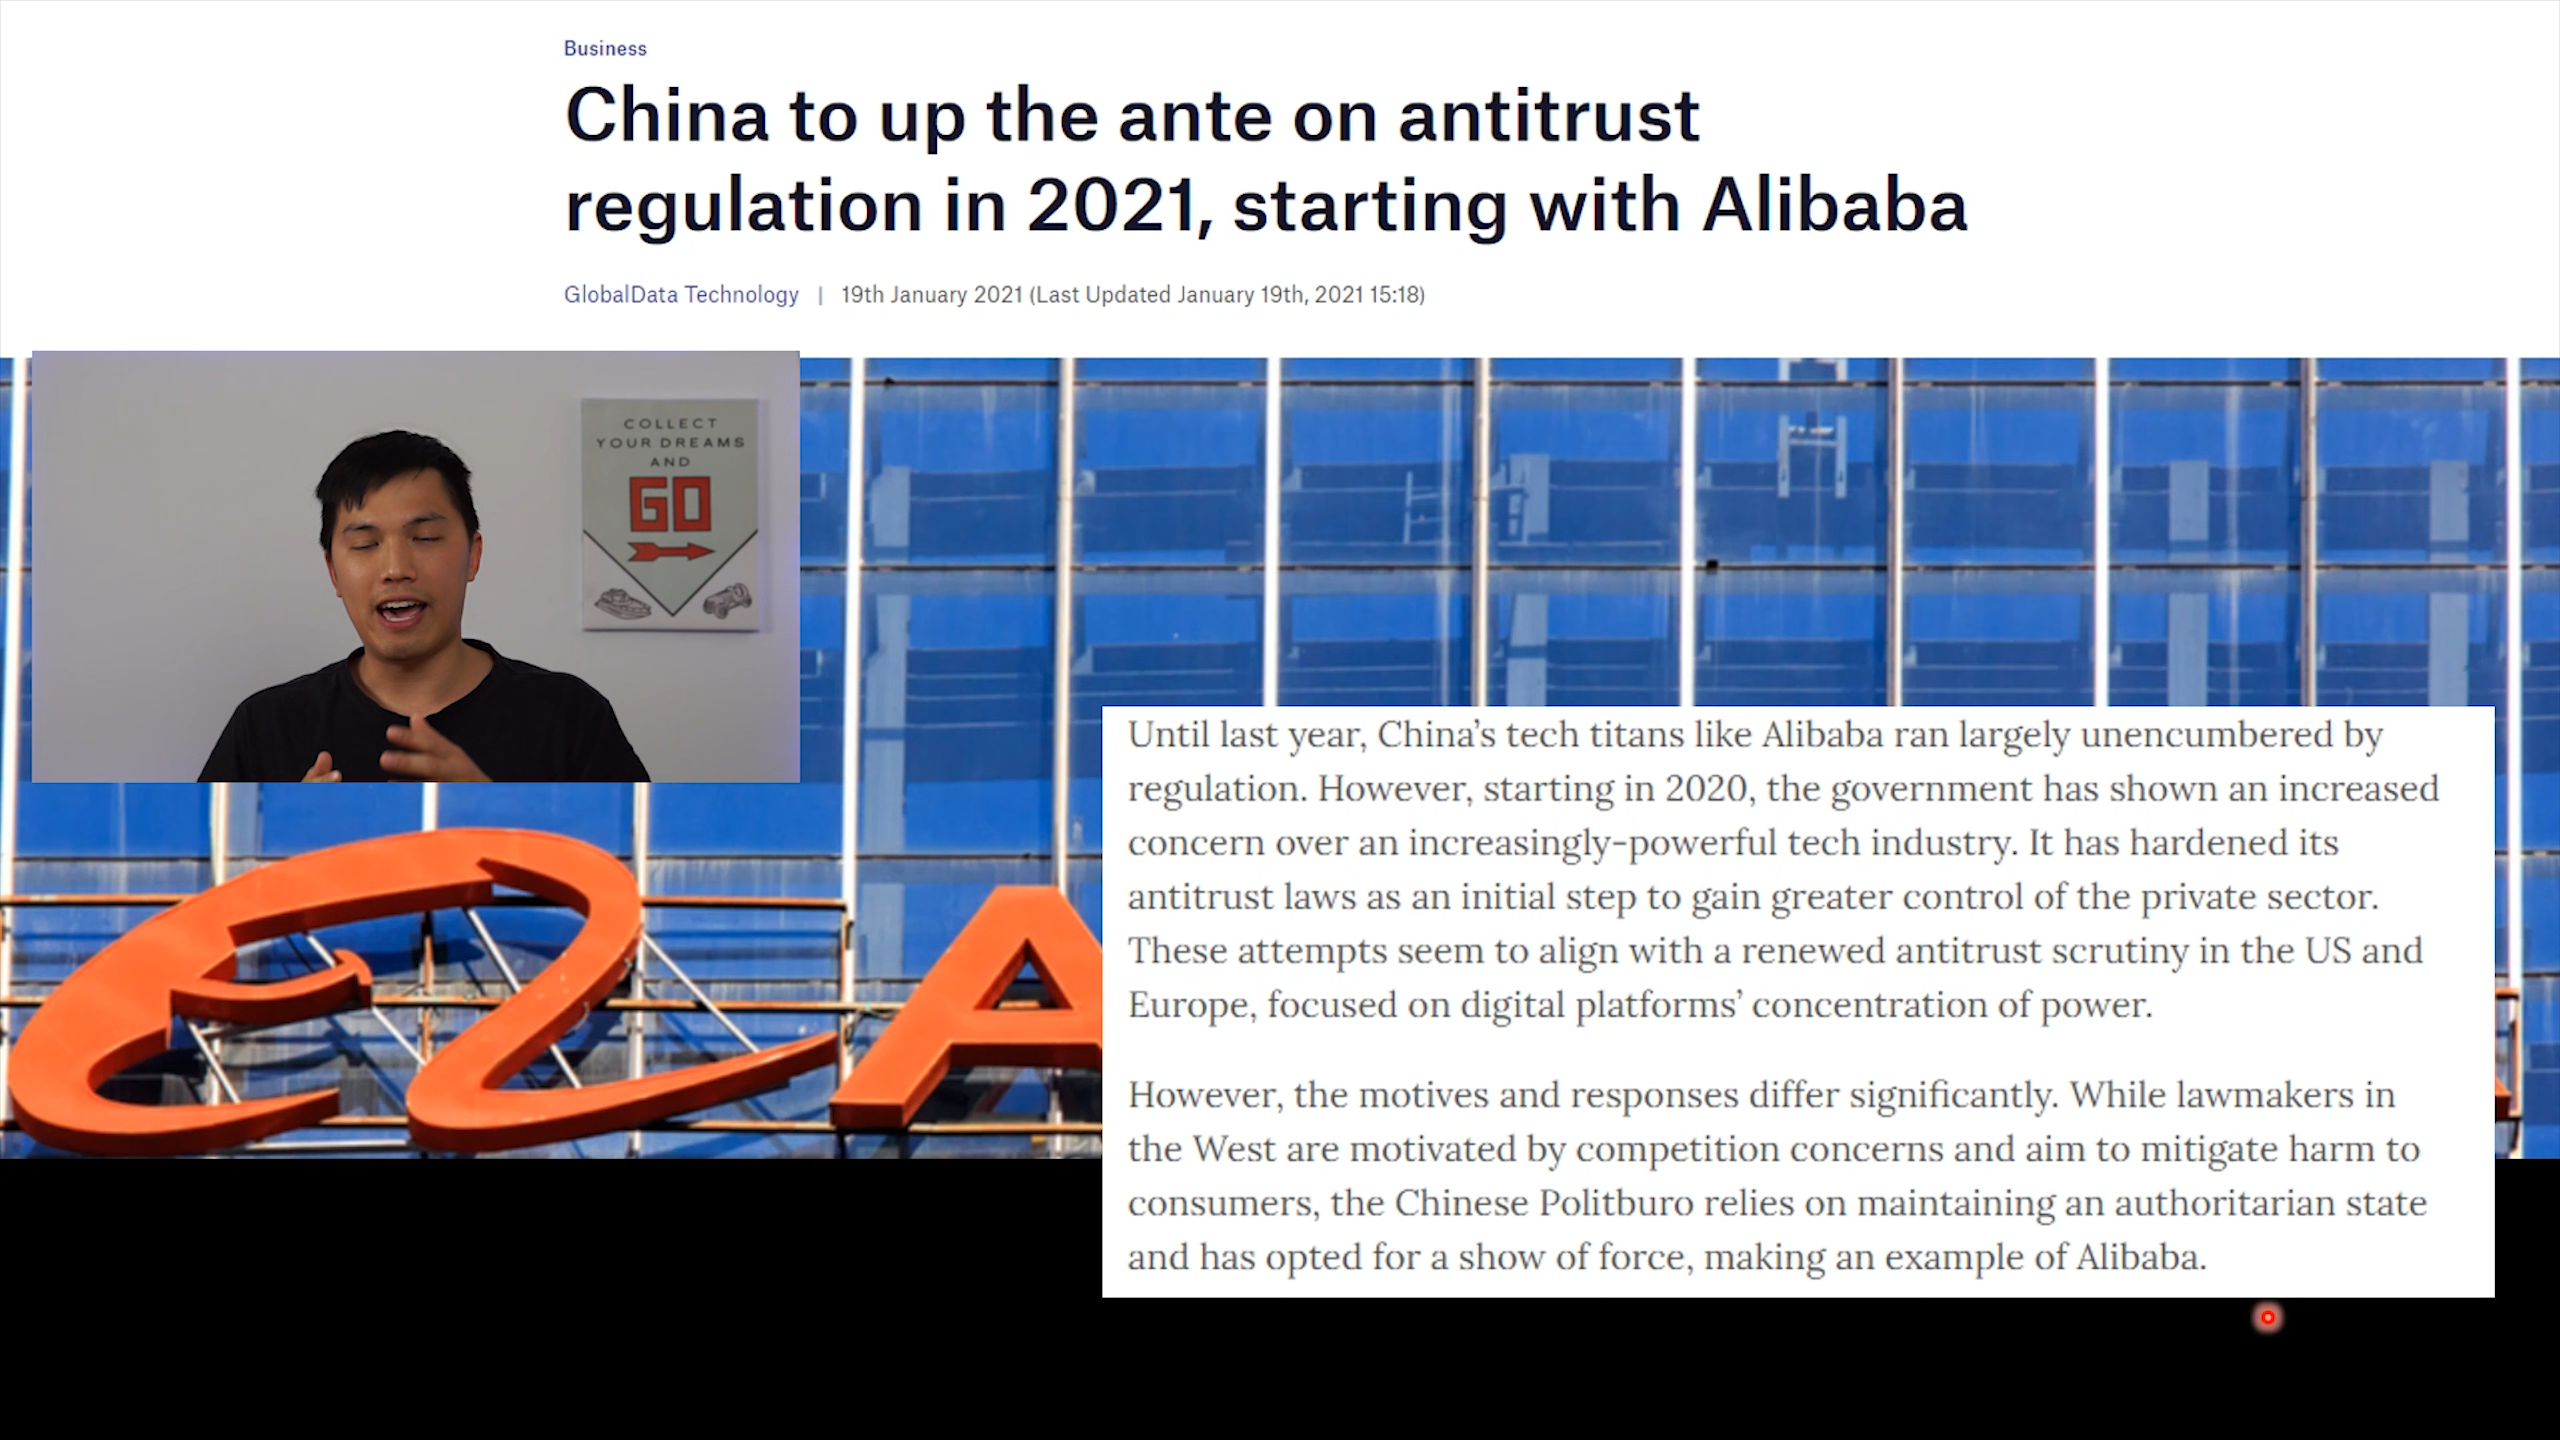 Business
China to up the ante on antitrust
regulation in 2021, starting with Alibaba
GlobalData Technology | 19th January 2021 (Last Updated January 19th, 2021 15:18)
COLLECT
YOUR DREAMS
AND
GO
A
Until last year, China’s tech titans like Alibaba ran largely unencumbered by
regulation. However, starting in 2020, the government has shown an increased
concern over an increasingly-powerful tech industry. It has hardened its
antitrust laws as an initial step to gain greater control of the private sector.
These attempts seem to align with a renewed antitrust scrutiny in the US and
Europe, focused on digital platforms’ concentration of power.
However, the motives and responses differ significantly. While lawmakers in
the West are motivated by competition concerns and aim to mitigate harm to
consumers, the Chinese Politburo relies on maintaining an authoritarian state
and has opted for a show of force, making an example of Alibaba.